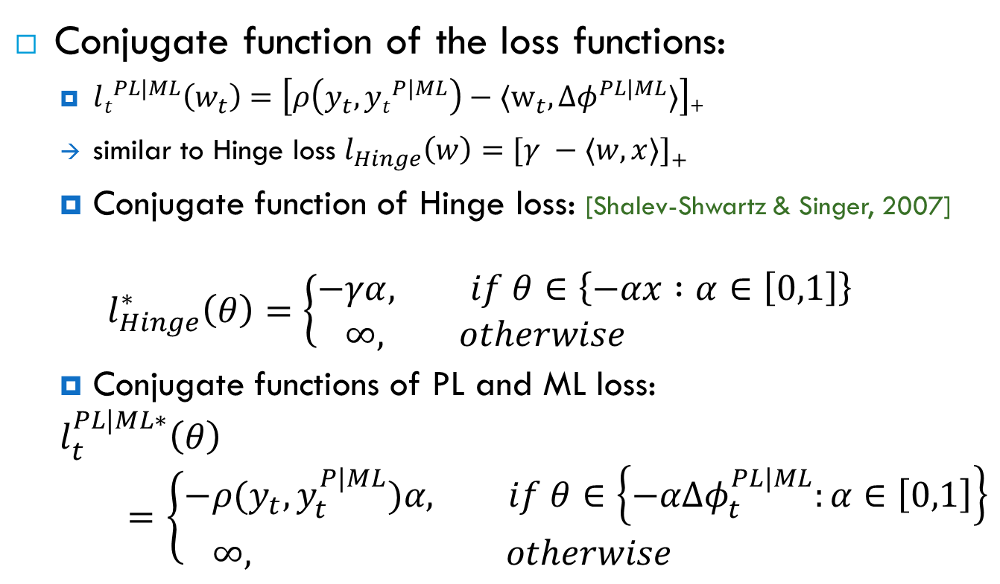 Conjugate function of the loss functions:
$l_t^{PL|ML}(w_t) = \left[\rho\left(y_t, y_t^{P|ML}\right) - \langle \mathrm{w}_t, \Delta\phi^{PL|ML}\rangle\right]_+$
→ similar to Hinge loss $l_{Hinge}(w) = [\gamma - \langle w, x\rangle]_+$
Conjugate function of Hinge loss: [Shalev-Shwartz & Singer, 2007]
$l^*_{Hinge}(\theta) = \begin{cases} -\gamma\alpha, & if\ \theta \in \{-\alpha x : \alpha \in [0,1]\} \\ \infty, & otherwise \end{cases}$
Conjugate functions of PL and ML loss:
$l_t^{PL|ML*}(\theta)$
$= \begin{cases} -\rho(y_t, y_t^{P|ML})\alpha, & if\ \theta \in \left\{-\alpha\Delta\phi_t^{PL|ML} : \alpha \in [0,1]\right\} \\ \infty, & otherwise \end{cases}$